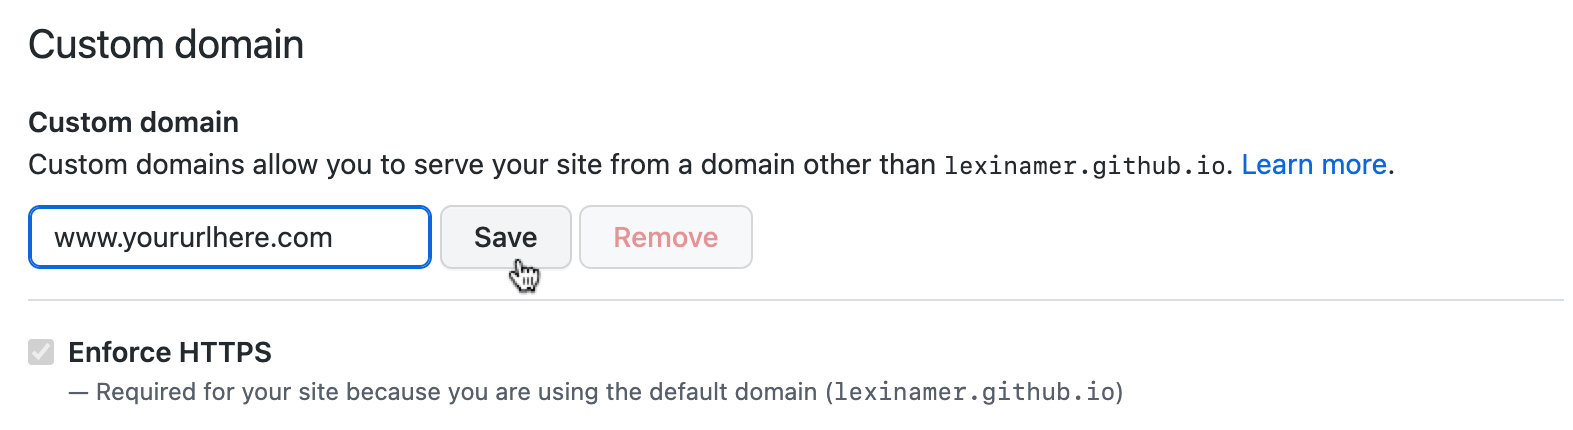 Custom domain
Custom domain
Custom domains allow you to serve your site from a domain other than lexinamer.github.io. Learn more.
www.yoururlhere.com Save Remove
Enforce HTTPS
— Required for your site because you are using the default domain (lexinamer.github.io)